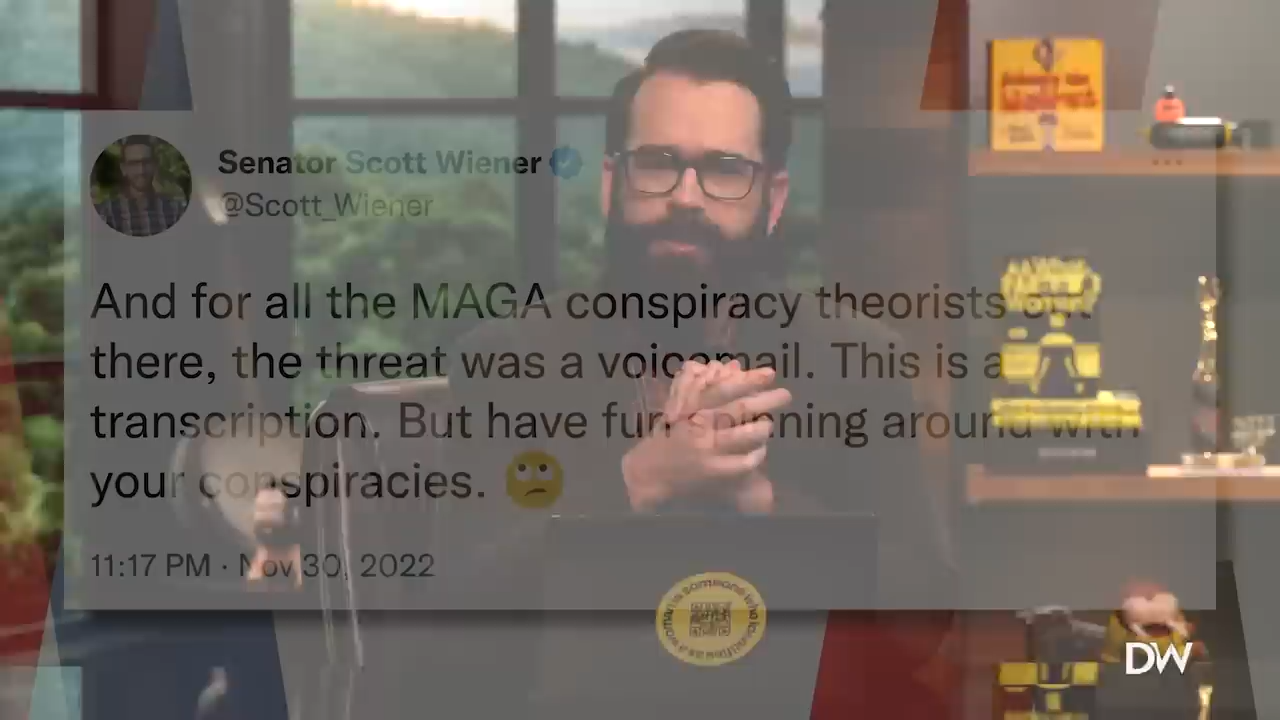 Senator Scott Wiener
@Scott_Wiener
And for all the MAGA conspiracy theorists out
there, the threat was a voicemail. This is a
transcription. But have fun spinning around with
your conspiracies. 🙄
11:17 PM · Nov 30, 2022
DW